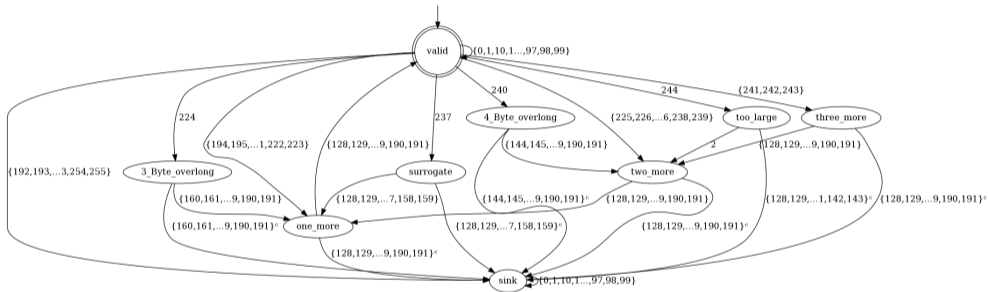 valid
{0,1,10,1...,97,98,99}
240
244
{241,242,243}
224
237
4_Byte_overlong
{225,226,...6,238,239}
too_large
three_more
{194,195,...1,222,223}
{128,129,...9,190,191}
{144,145,...9,190,191}
2
{128,129,...9,190,191}
{192,193,...3,254,255}
3_Byte_overlong
surrogate
two_more
{160,161,...9,190,191}
{128,129,...7,158,159}
{144,145,...9,190,191}ᶜ
{128,129,...9,190,191}
{128,129,...1,142,143}ᶜ
{128,129,...9,190,191}ᶜ
{160,161,...9,190,191}ᶜ
one_more
{128,129,...7,158,159}ᶜ
{128,129,...9,190,191}ᶜ
{128,129,...9,190,191}ᶜ
sink
{0,1,10,1...,97,98,99}